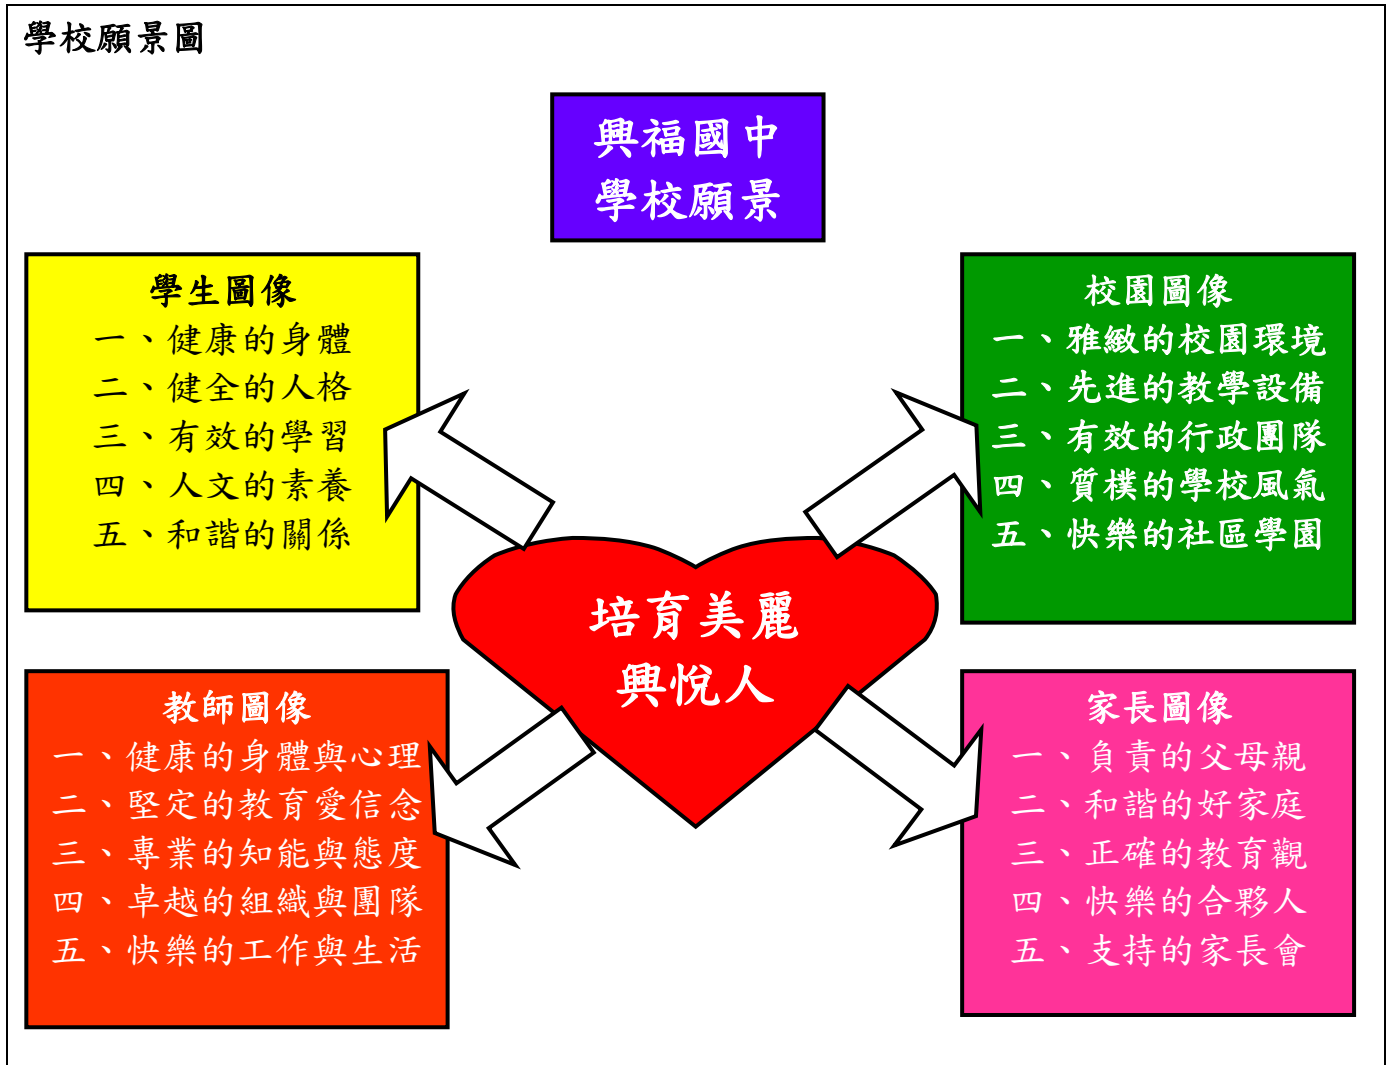 學校願景圖
興福國中
學校願景
學生圖像
一、健康的身體
二、健全的人格
三、有效的學習
四、人文的素養
五、和諧的關係
校園圖像
一、雅緻的校園環境
二、先進的教學設備
三、有效的行政團隊
四、質樸的學校風氣
五、快樂的社區學園
培育美麗
興悅人
教師圖像
一、健康的身體與心理
二、堅定的教育愛信念
三、專業的知能與態度
四、卓越的組織與團隊
五、快樂的工作與生活
家長圖像
一、負責的父母親
二、和諧的好家庭
三、正確的教育觀
四、快樂的合夥人
五、支持的家長會